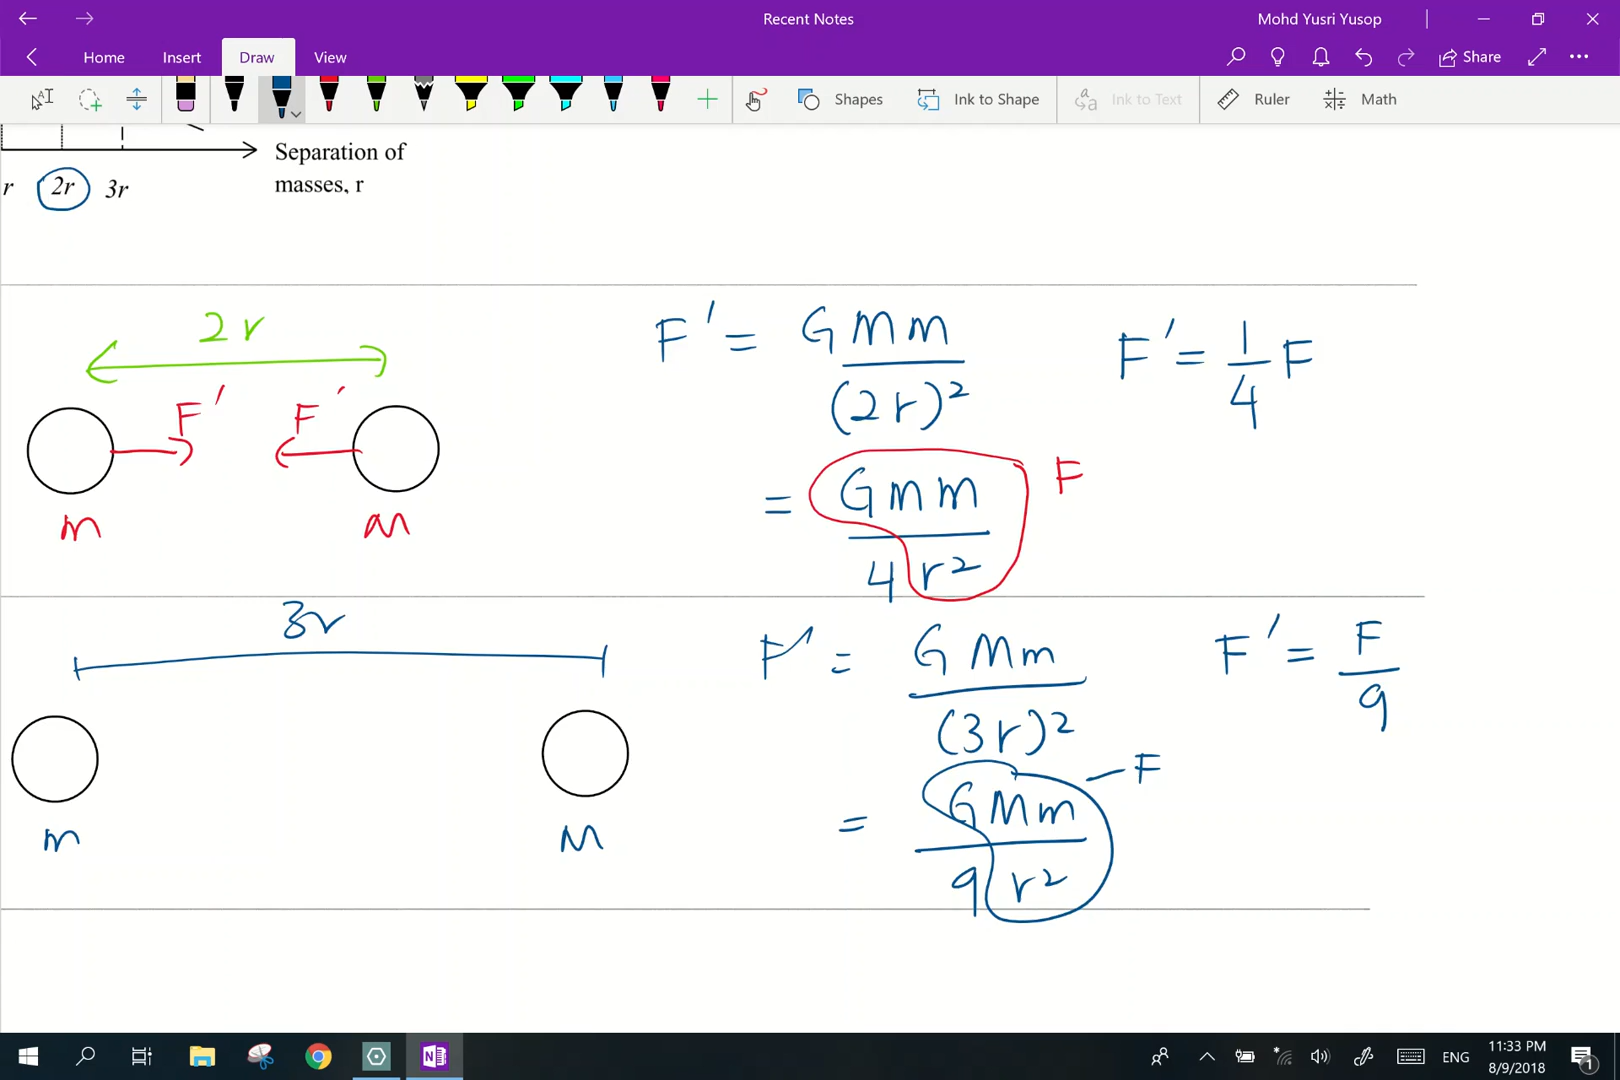 Recent Notes
Mohd Yusri Yusop
Home Insert Draw View
Share
Shapes Ink to Shape Ink to Text Ruler Math
Separation of
masses, r
r 2r 3r
2r
F' F'
m M
F' = GMm / (2r)²
F' = 1/4 F
= GMm / 4r²
F
3r
m M
F' = GMm / (3r)²
F' = F/9
= GMm / 9r²
F
ENG
11:33 PM
8/9/2018
1